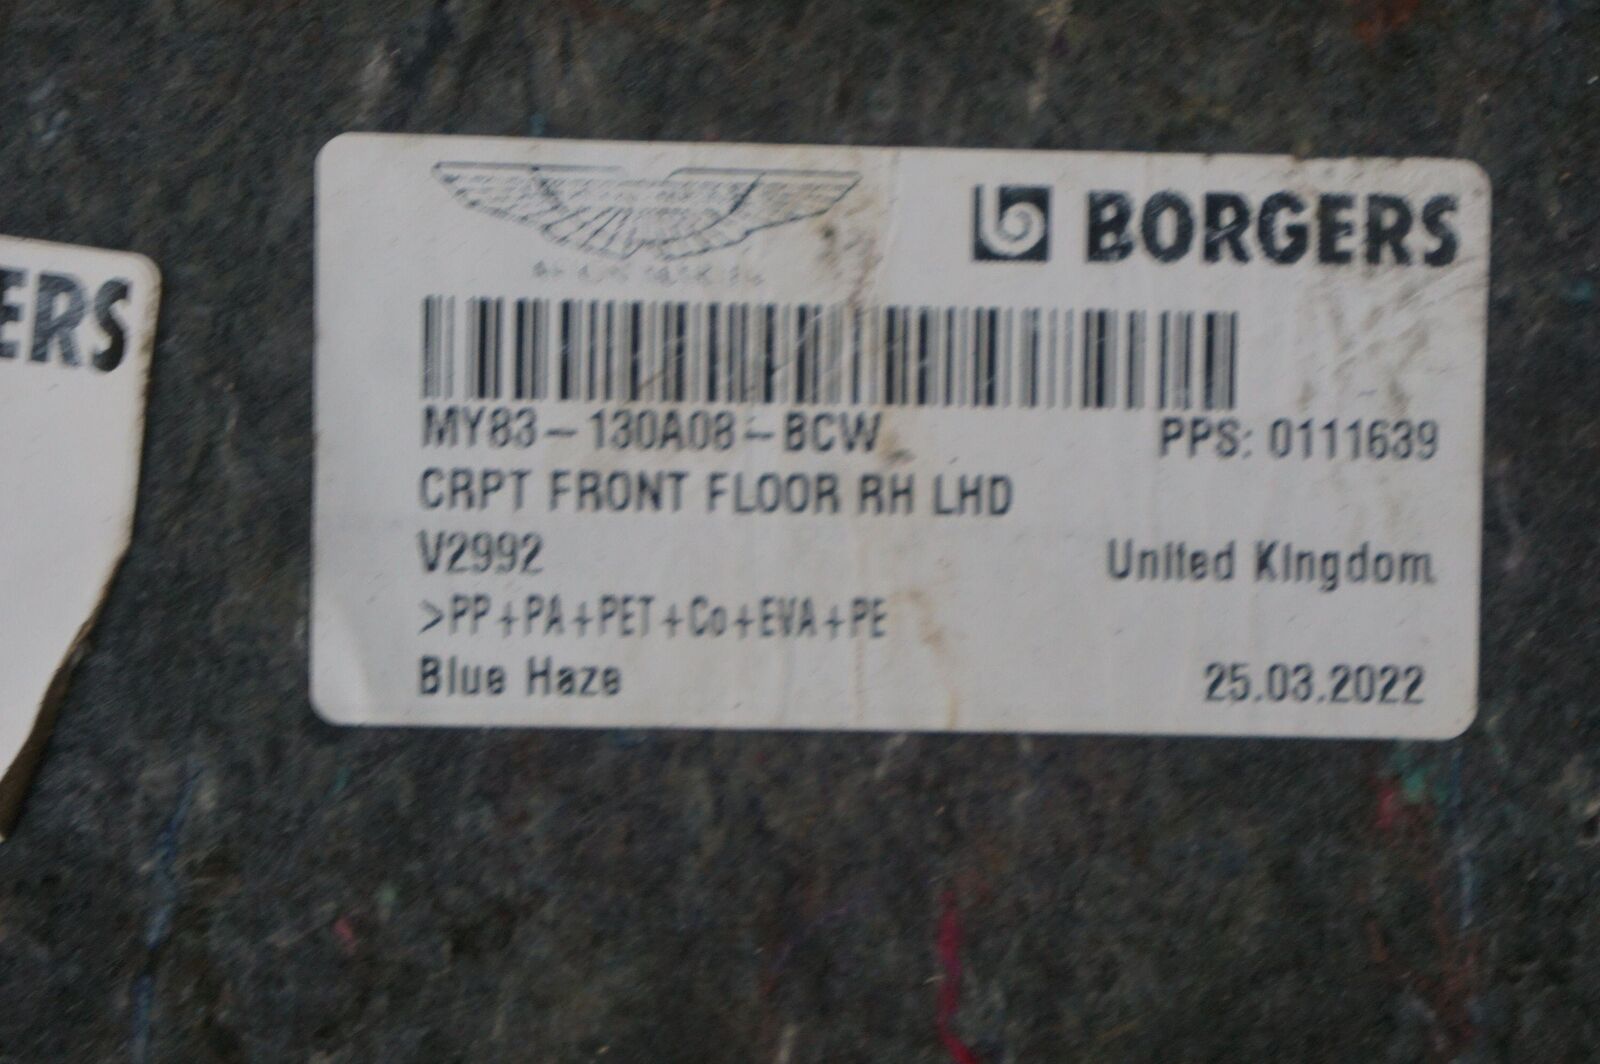 ERS
BORGERS
MY83-130A08-BCW PPS: 0111639
CRPT FRONT FLOOR RH LHD
V2992 United Kingdom
>PP+PA+PET+Co+EVA+PE
Blue Haze 25.03.2022